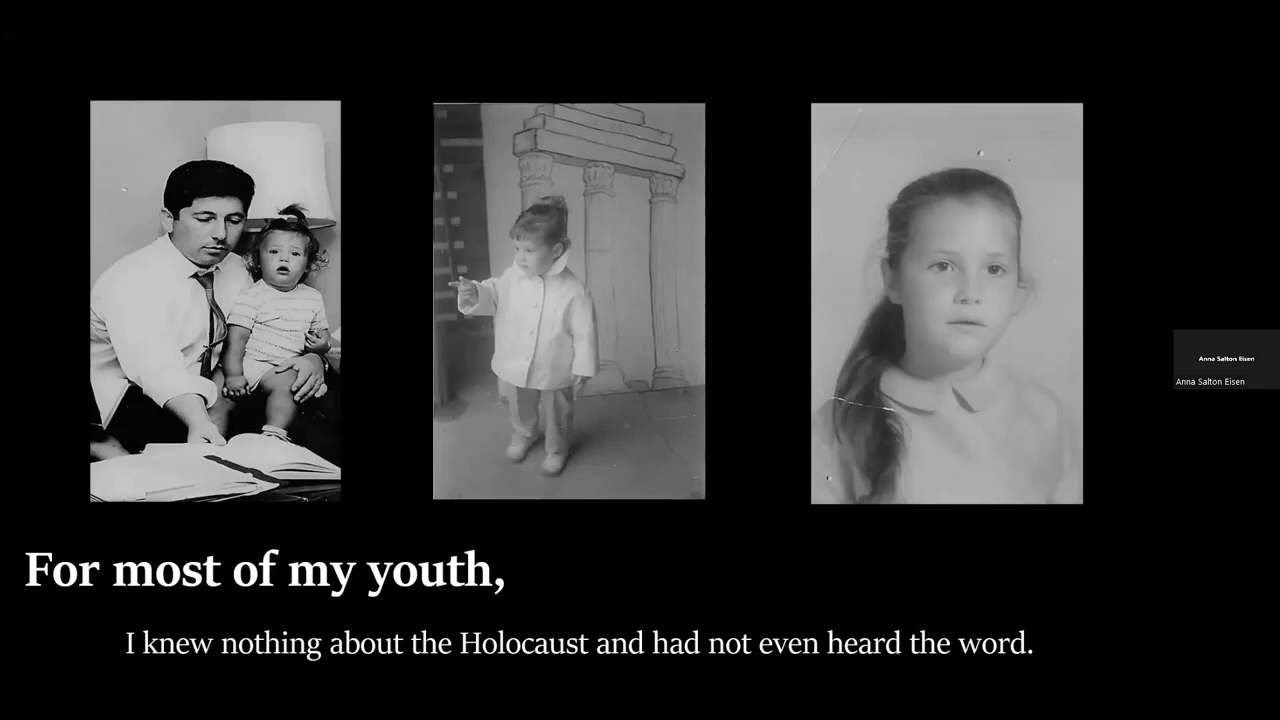 For most of my youth,
I knew nothing about the Holocaust and had not even heard the word.
Anna Salton Eisen
Anna Salton Eisen